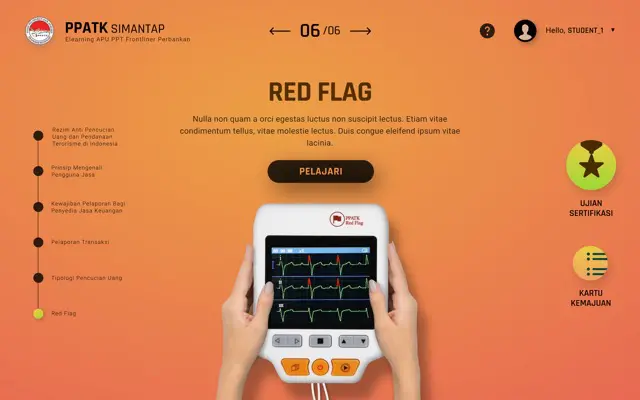 PPATK SIMANTAP
Elearning APU PPT Frontliner Perbankan
06 /06
?
Hello, STUDENT_1
RED FLAG
Nulla non quam a orci egestas luctus non suscipit lectus. Etiam vitae
condimentum tellus, vitae molestie lectus. Duis congue eleifend ipsum vitae
lacinia.
PELAJARI
Rezim Anti Pencucian
Uang dan Pendanaan
Terorisme di Indonesia
Prinsip Mengenali
Pengguna Jasa
Kewajiban Pelaporan Bagi
Penyedia Jasa Keuangan
Pelaporan Transaksi
Tipologi Pencucian Uang
Red Flag
PPATK
Red Flag
UJIAN
SERTIFIKASI
KARTU
KEMAJUAN